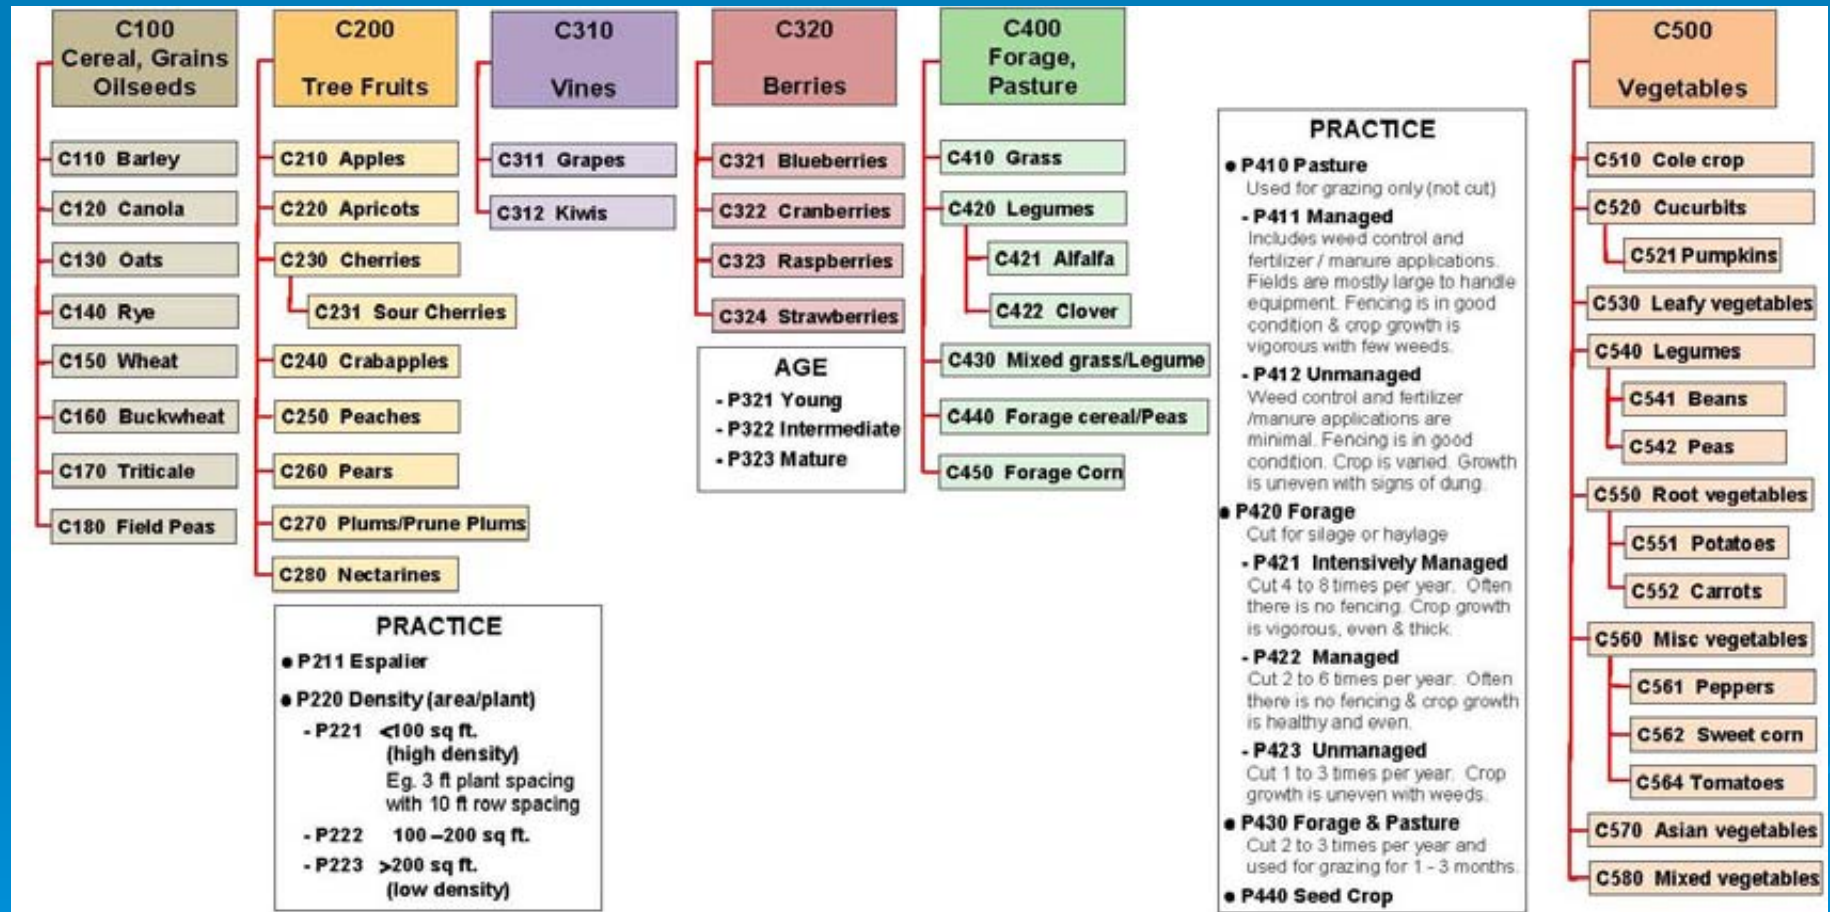 C100
Cereal, Grains
Oilseeds
C110 Barley
C120 Canola
C130 Oats
C140 Rye
C150 Wheat
C160 Buckwheat
C170 Triticale
C180 Field Peas
C200
Tree Fruits
C210 Apples
C220 Apricots
C230 Cherries
C231 Sour Cherries
C240 Crabapples
C250 Peaches
C260 Pears
C270 Plums/Prune Plums
C280 Nectarines
PRACTICE
● P211 Espalier
● P220 Density (area/plant)
- P221 <100 sq ft.
(high density)
Eg. 3 ft plant spacing
with 10 ft row spacing
- P222 100 –200 sq ft.
- P223 >200 sq ft.
(low density)
C310
Vines
C311 Grapes
C312 Kiwis
C320
Berries
C321 Blueberries
C322 Cranberries
C323 Raspberries
C324 Strawberries
AGE
- P321 Young
- P322 Intermediate
- P323 Mature
C400
Forage,
Pasture
C410 Grass
C420 Legumes
C421 Alfalfa
C422 Clover
C430 Mixed grass/Legume
C440 Forage cereal/Peas
C450 Forage Corn
PRACTICE
● P410 Pasture
Used for grazing only (not cut)
- P411 Managed
Includes weed control and
fertilizer / manure applications.
Fields are mostly large to handle
equipment. Fencing is in good
condition & crop growth is
vigorous with few weeds.
- P412 Unmanaged
Weed control and fertilizer
/manure applications are
minimal. Fencing is in good
condition. Crop is varied. Growth
is uneven with signs of dung.
● P420 Forage
Cut for silage or haylage
- P421 Intensively Managed
Cut 4 to 8 times per year. Often
there is no fencing. Crop growth
is vigorous, even & thick.
- P422 Managed
Cut 2 to 6 times per year. Often
there is no fencing & crop growth
is healthy and even.
- P423 Unmanaged
Cut 1 to 3 times per year. Crop
growth is uneven with weeds.
● P430 Forage & Pasture
Cut 2 to 3 times per year and
used for grazing for 1 - 3 months.
● P440 Seed Crop
C500
Vegetables
C510 Cole crop
C520 Cucurbits
C521 Pumpkins
C530 Leafy vegetables
C540 Legumes
C541 Beans
C542 Peas
C550 Root vegetables
C551 Potatoes
C552 Carrots
C560 Misc vegetables
C561 Peppers
C562 Sweet corn
C564 Tomatoes
C570 Asian vegetables
C580 Mixed vegetables